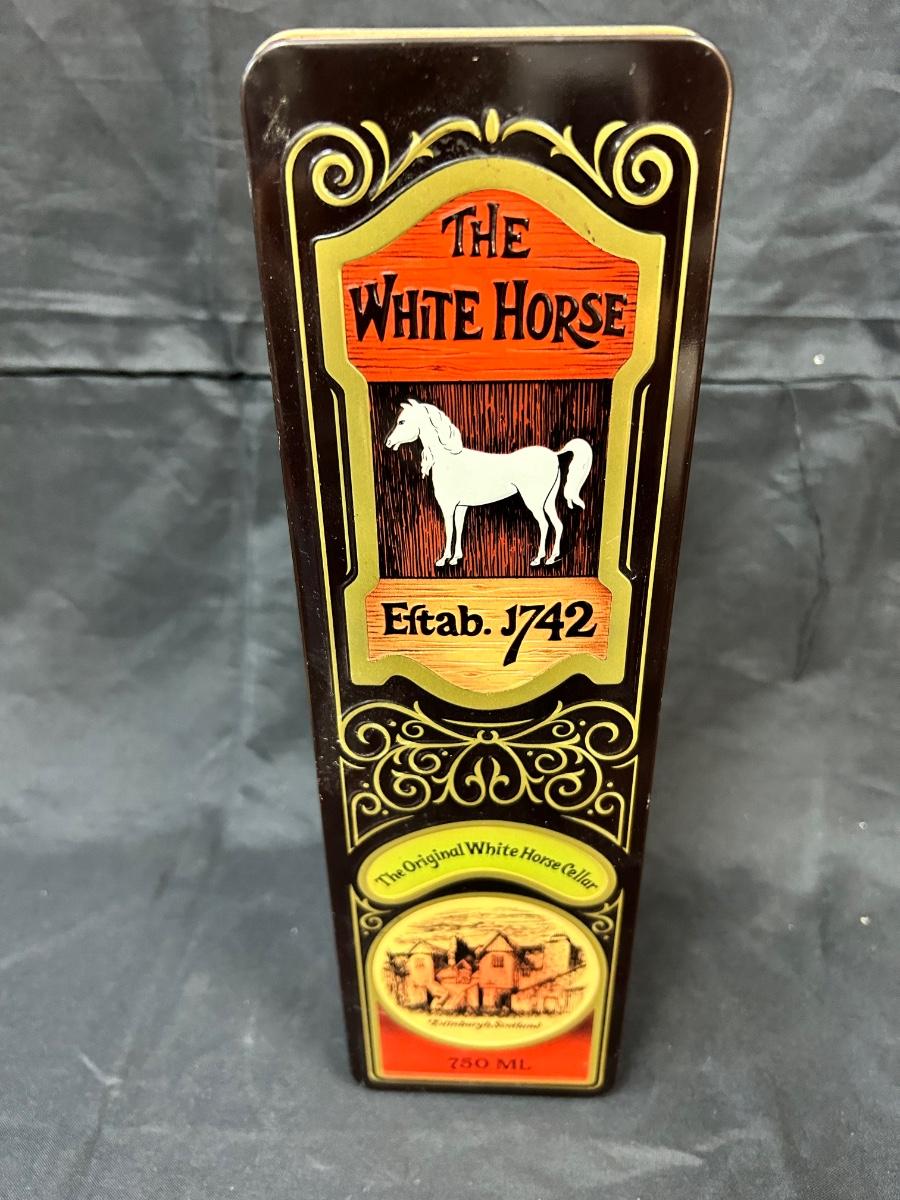 THE
WHITE HORSE
Eſtab. 1742
The Original White Horse Cellar
Edinburgh, Scotland
750 ML